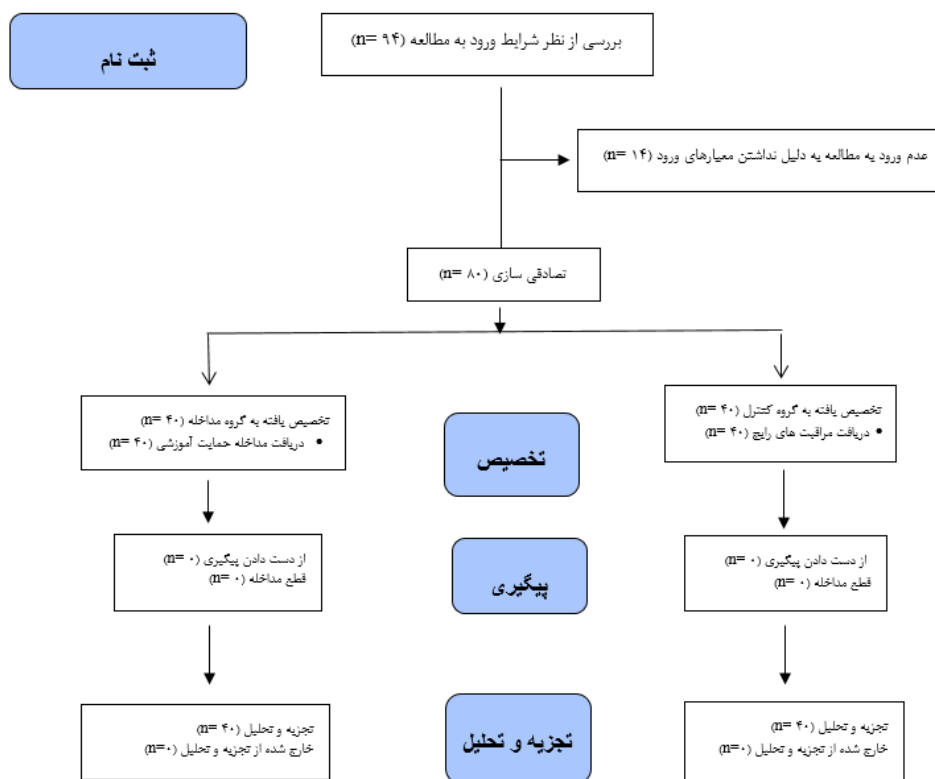 ثبت نام
بررسی از نظر شرایط ورود به مطالعه (n= ۹۴)
عدم ورود به مطالعه به دلیل نداشتن معیارهای ورود (n= ۱۴)
تصادقی سازی (n= ۸۰)
تخصیص یافته به گروه کنترل (n= ۴۰)
• دریافت مراقبت های رایج (n= ۴۰)
تخصیص یافته به گروه مداخله (n= ۴۰)
• دریافت مداخله حمایت آموزشی (n= ۴۰)
تخصیص
از دست دادن پیگیری (n= ۰)
قطع مداخله (n= ۰)
از دست دادن پیگیری (n= ۰)
قطع مداخله (n= ۰)
پیگیری
تجزیه و تحلیل (n= ۴۰)
خارج شده از تجزیه و تحلیل (n=۰)
تجزیه و تحلیل (n= ۴۰)
خارج شده از تجزیه و تحلیل (n=۰)
تجزیه و تحلیل